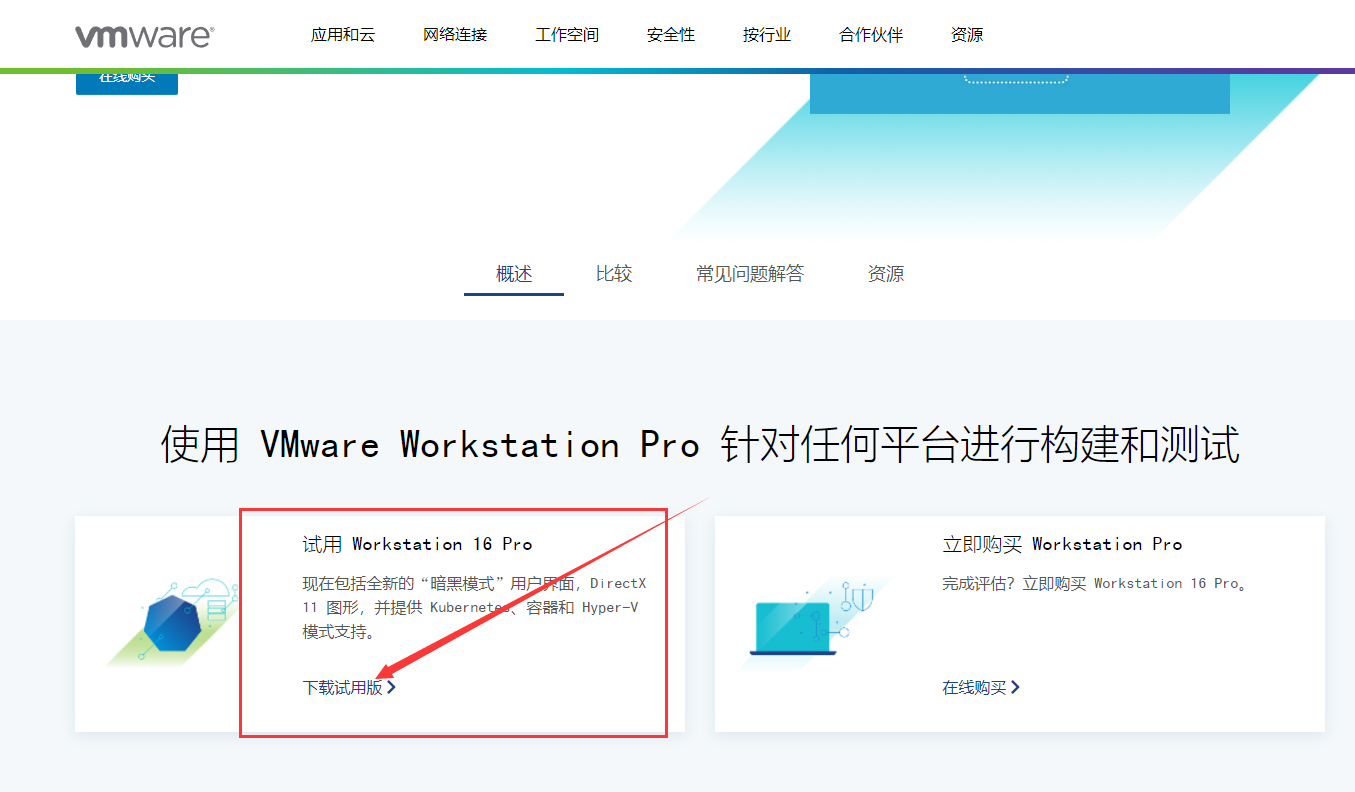 vmware®
应用和云 网络连接 工作空间 安全性 按行业 合作伙伴 资源
在线购买
概述 比较 常见问题解答 资源
使用 VMware Workstation Pro 针对任何平台进行构建和测试
试用 Workstation 16 Pro
现在包括全新的“暗黑模式”用户界面，DirectX
11 图形，并提供 Kubernetes、容器和 Hyper-V
模式支持。
下载试用版
立即购买 Workstation Pro
完成评估？立即购买 Workstation 16 Pro。
在线购买